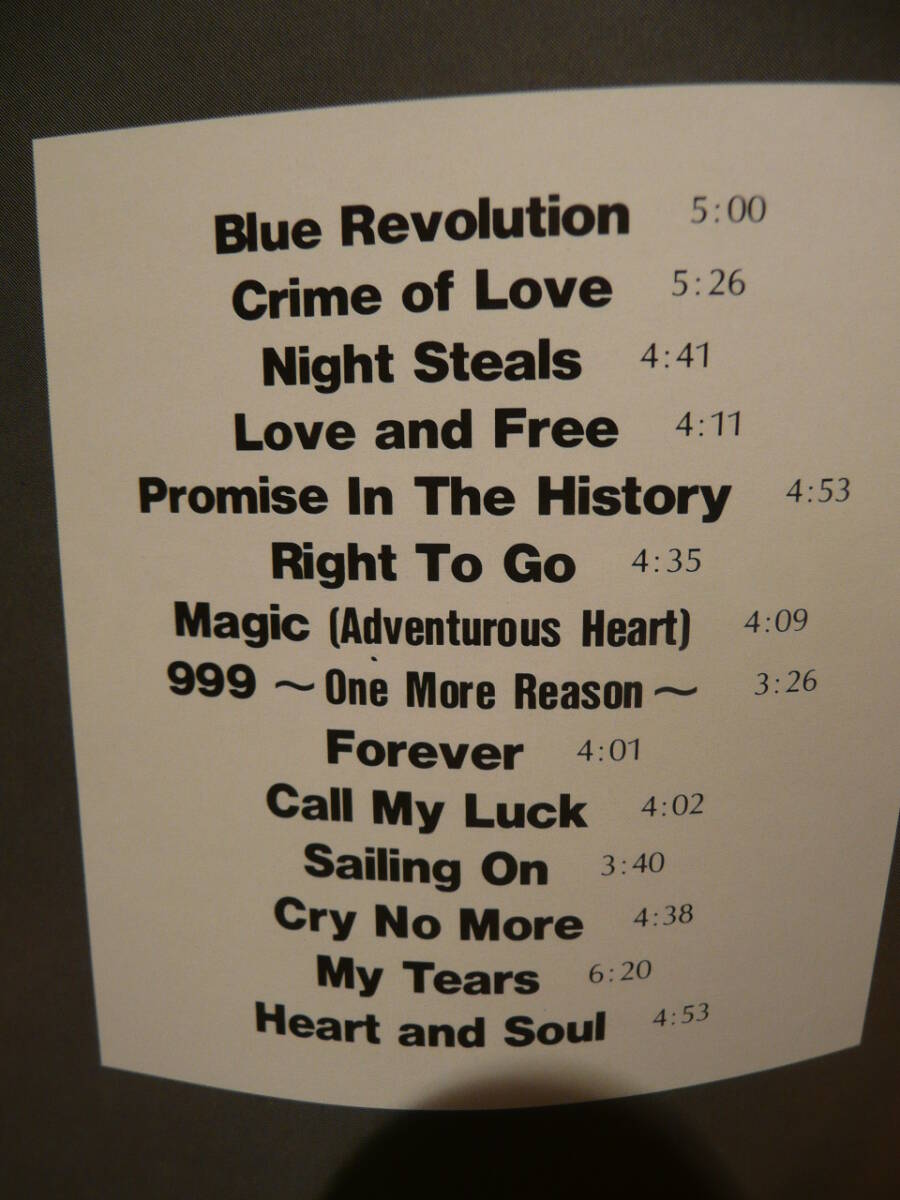 Blue Revolution 5:00
Crime of Love 5:26
Night Steals 4:41
Love and Free 4:11
Promise In The History 4:53
Right To Go 4:35
Magic (Adventurous Heart) 4:09
999 ～One More Reason～ 3:26
Forever 4:01
Call My Luck 4:02
Sailing On 3:40
Cry No More 4:38
My Tears 6:20
Heart and Soul 4:53